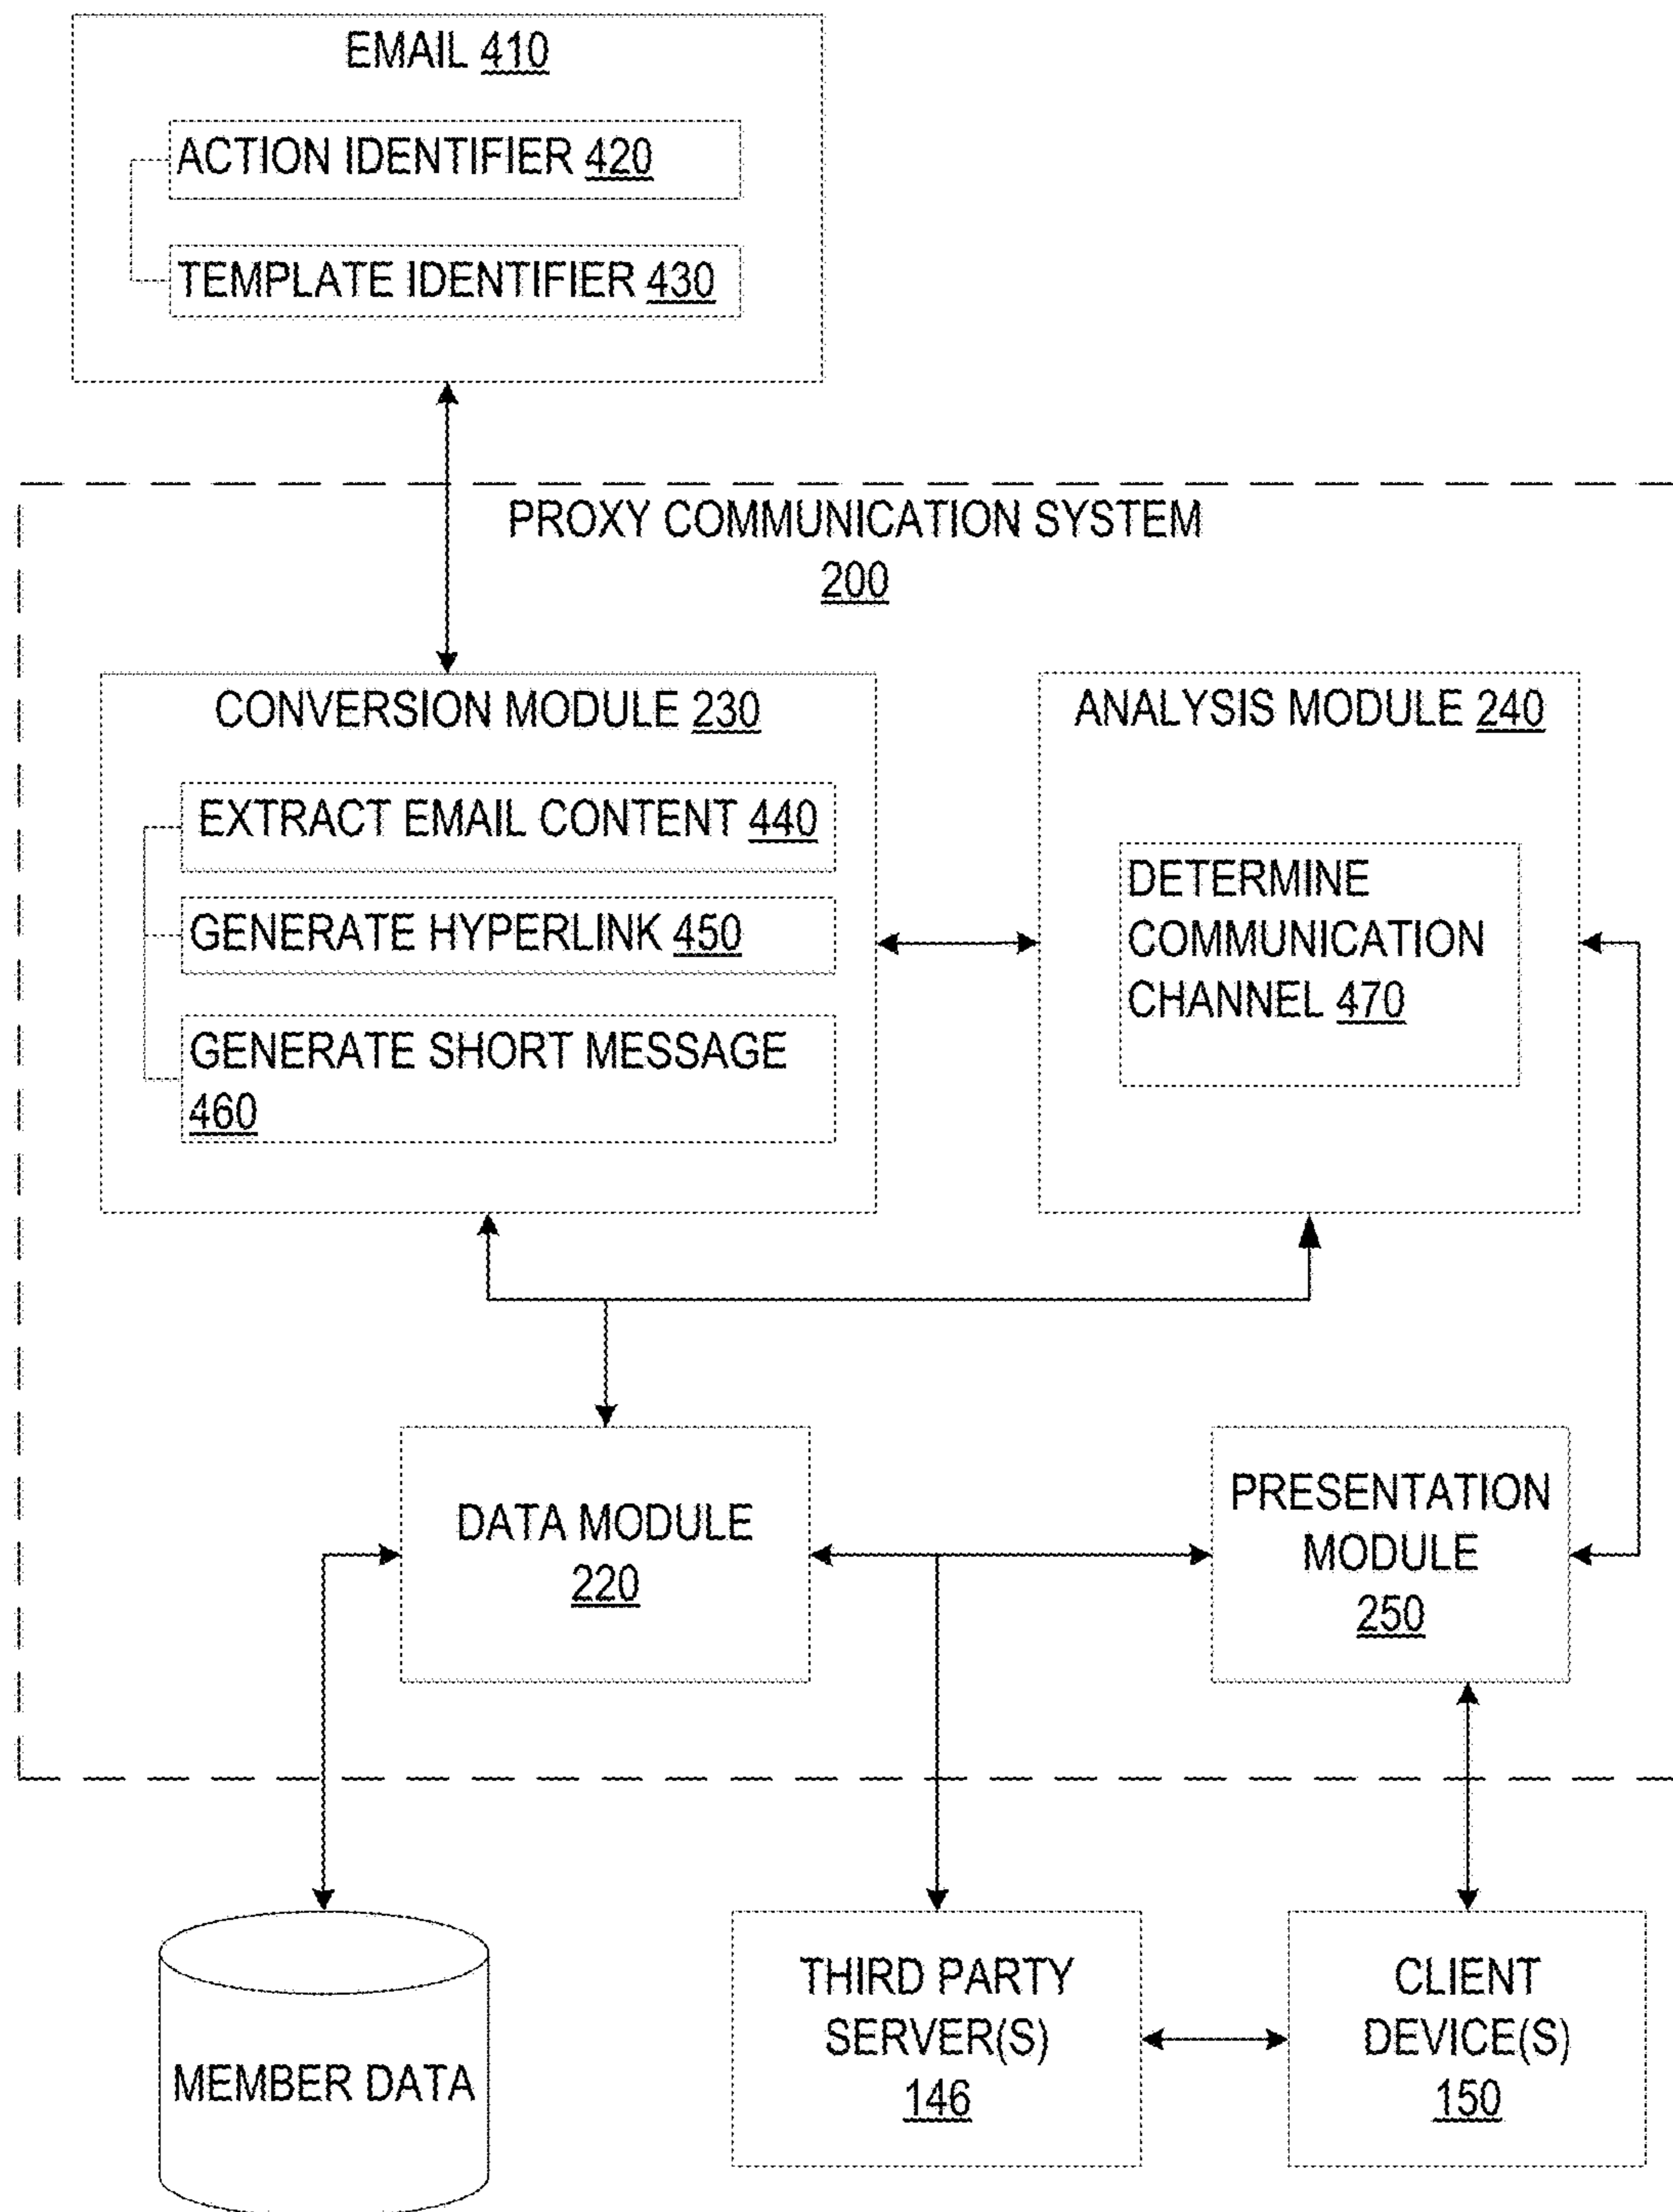 EMAIL 410
ACTION IDENTIFIER 420
TEMPLATE IDENTIFIER 430
PROXY COMMUNICATION SYSTEM
200
CONVERSION MODULE 230
EXTRACT EMAIL CONTENT 440
GENERATE HYPERLINK 450
GENERATE SHORT MESSAGE
460
ANALYSIS MODULE 240
DETERMINE
COMMUNICATION
CHANNEL 470
DATA MODULE
220
PRESENTATION
MODULE
250
MEMBER DATA
THIRD PARTY
SERVER(S)
146
CLIENT
DEVICE(S)
150